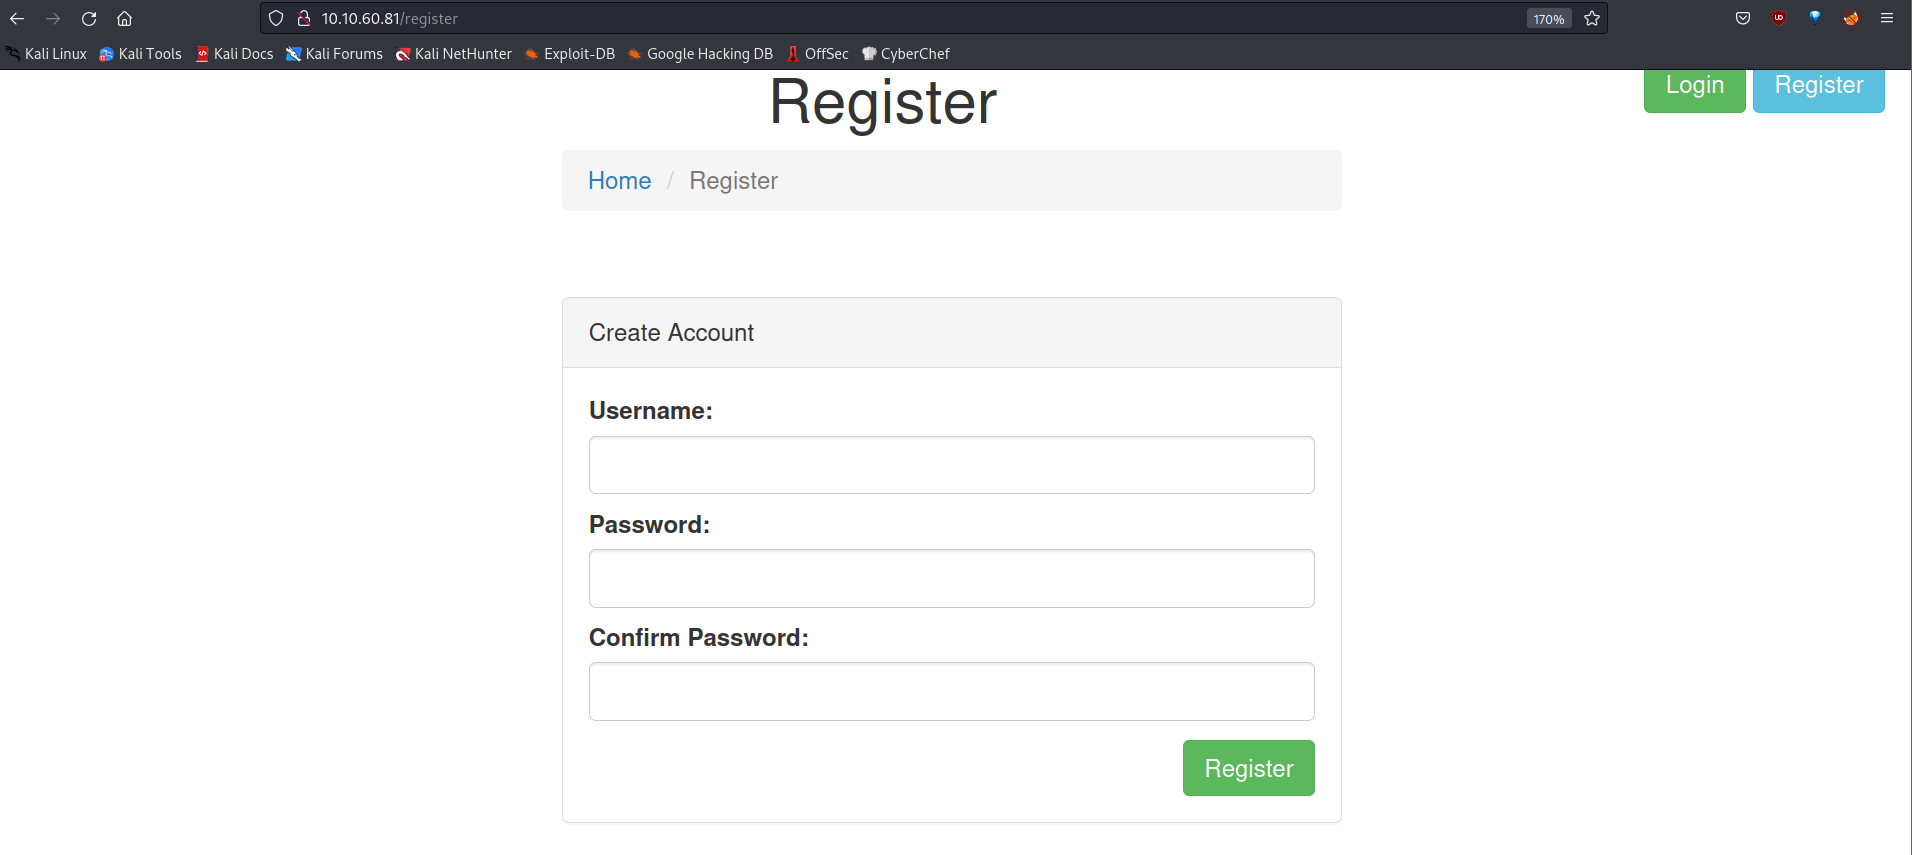 10.10.60.81/register 170%
Kali Linux Kali Tools Kali Docs Kali Forums Kali NetHunter Exploit-DB Google Hacking DB OffSec CyberChef
Register Login Register
Home / Register
Create Account
Username:
Password:
Confirm Password:
Register